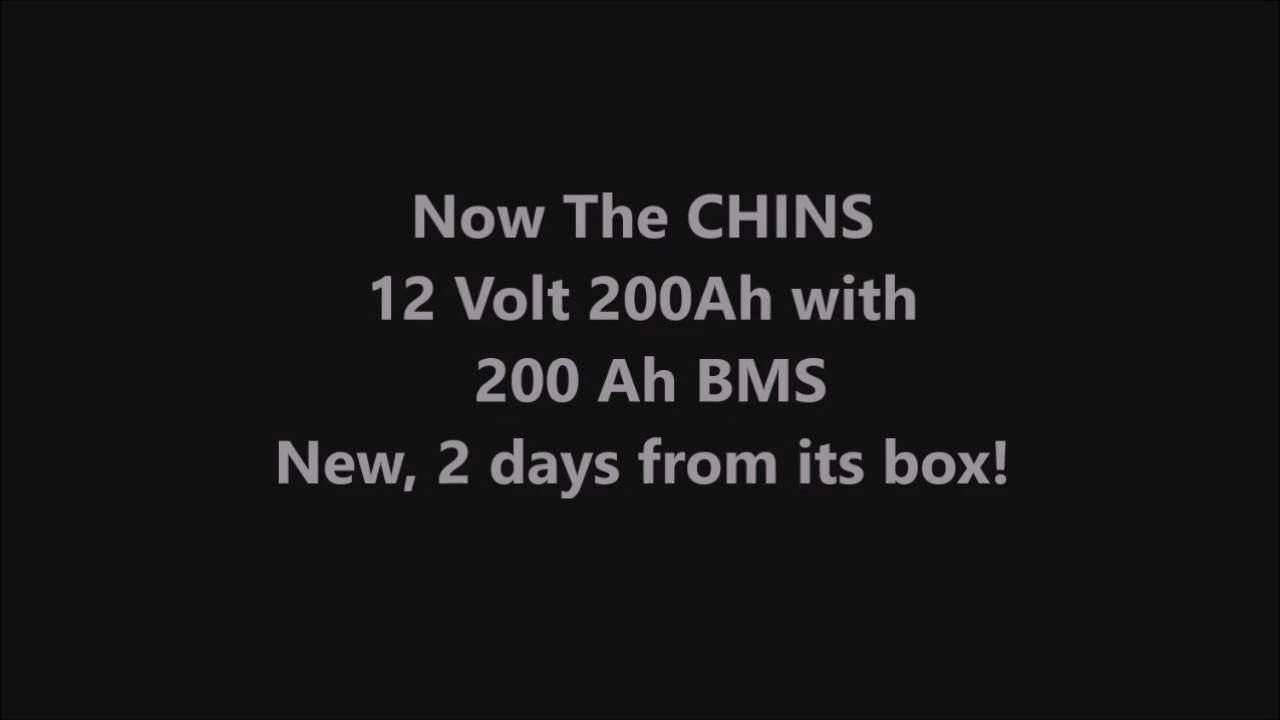 Now The CHINS
12 Volt 200Ah with
200 Ah BMS
New, 2 days from its box!